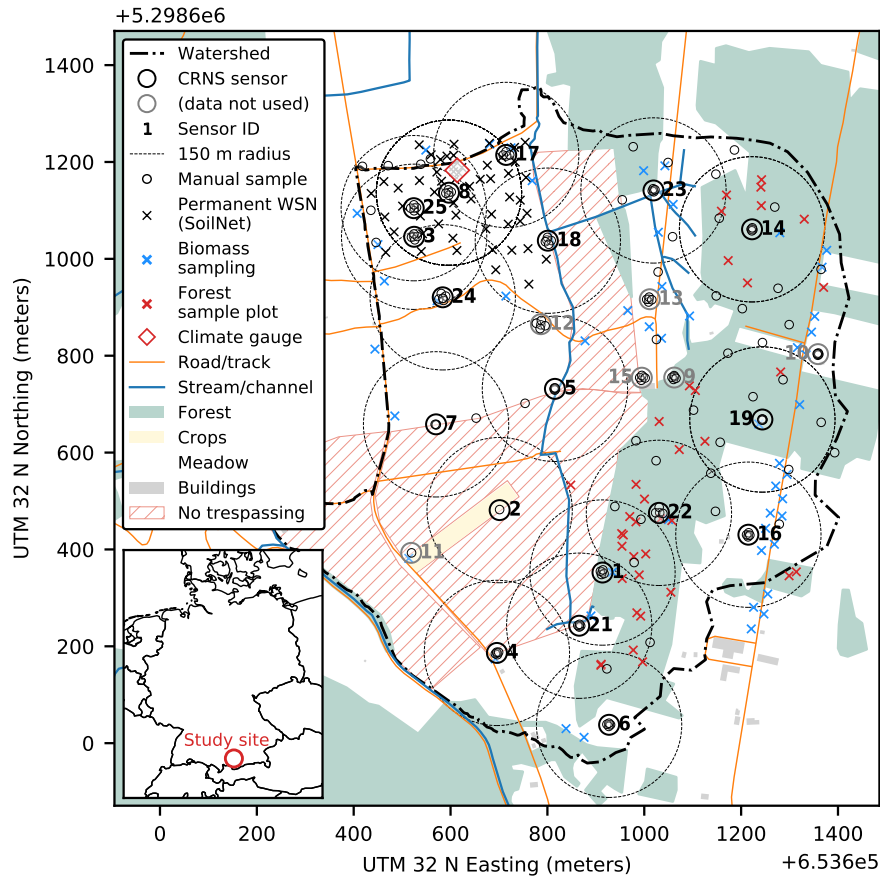 +5.2986e6
Watershed
CRNS sensor
(data not used)
1 Sensor ID
150 m radius
Manual sample
Permanent WSN
(SoilNet)
Biomass
sampling
Forest
sample plot
Climate gauge
Road/track
Stream/channel
Forest
Crops
Meadow
Buildings
No trespassing
Study site
17
8
25
3
18
23
14
24
13
12
10
15
9
5
7
19
2
22
16
11
1
21
4
6
1400
1200
1000
800
600
400
200
0
UTM 32 N Northing (meters)
0 200 400 600 800 1000 1200 1400
UTM 32 N Easting (meters)
+6.536e5